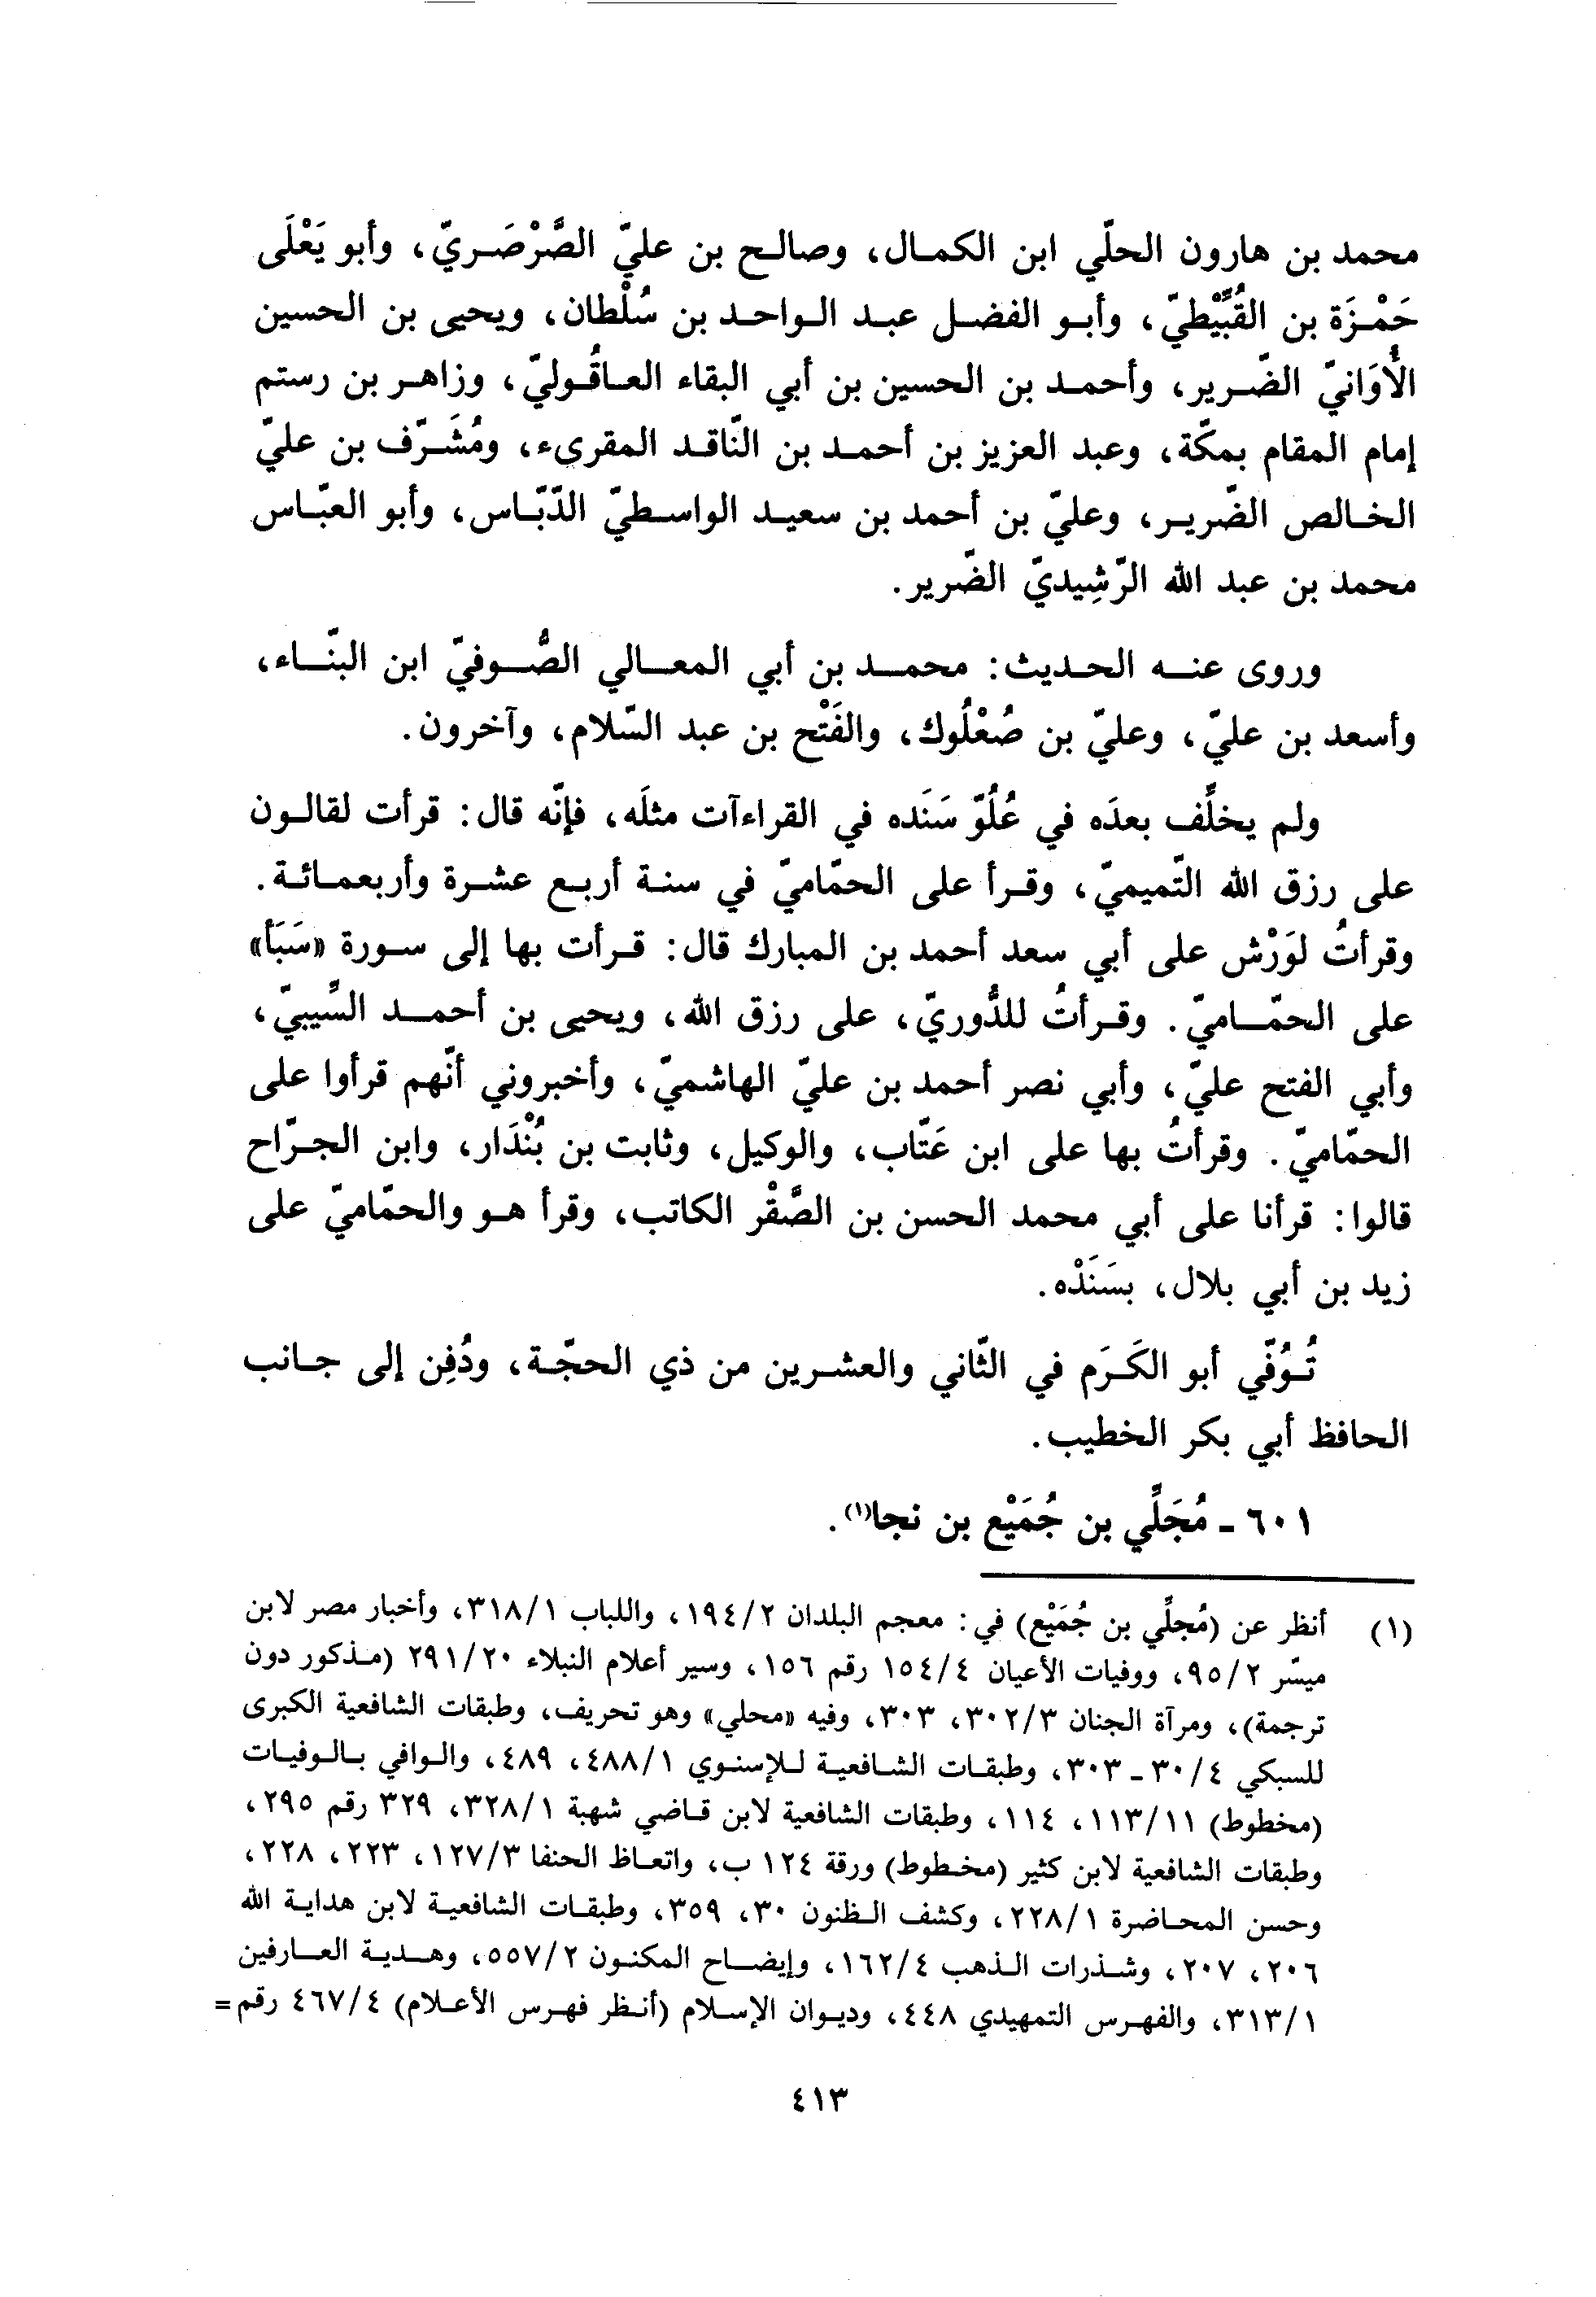 محمد بن هارون الحلّي ابن الكمال، وصالح بن عليّ الصَّرْصَريّ، وأبو يَعْلَى
حَمْزَة بن القُبَّيْطيّ، وأبو الفضل عبد الواحد بن سُلْطان، ويحيى بن الحسين
الأُوَانيّ الضّرير، وأحمد بن الحسين بن أبي البقاء العاقُوليّ، وزاهر بن رستم
إمام المقام بمكّة، وعبد العزيز بن أحمد بن النّاقد المقرىء، ومُشَرّف بن عليّ
الخالص الضّرير، وعليّ بن أحمد بن سعيد الواسطيّ الدّبّاس، وأبو العبّاس
محمد بن عبد الله الرّشِيديّ الضّرير.
وروى عنه الحديث: محمد بن أبي المعالي الصُّوفيّ ابن البنّاء،
وأسعد بن عليّ، وعليّ بن صُعْلُوك، والفَتْح بن عبد السّلام، وآخرون.
ولم يخلِّف بعدَه في عُلُوّ سَنَده في القراءآت مثلَه، فإنّه قال: قرأت لقالون
على رزق الله التّميميّ، وقرأ على الحمّاميّ في سنة أربع عشرة وأربعمائة.
وقرأتُ لوَرْش على أبي سعد أحمد بن المبارك قال: قرأت بها إلى سورة «سَبَأ»
على الحمّاميّ. وقرأتُ للدُّوريّ، على رزق الله، ويحيى بن أحمد السِّيبيّ،
وأبي الفتح عليّ، وأبي نصر أحمد بن عليّ الهاشميّ، وأخبروني أنّهم قرأوا على
الحمّاميّ. وقرأتُ بها على ابن عَتّاب، والوكيل، وثابت بن بُنْدَار، وابن الجرّاح
قالوا: قرأنا على أبي محمد الحسن بن الصَّقْر الكاتب، وقرأ هو والحمّاميّ على
زيد بن أبي بلال، بسَنَدْه.
تُوُفّي أبو الكَرَم في الثّاني والعشرين من ذي الحجّة، ودُفِن إلى جانب
الحافظ أبي بكر الخطيب.
٦٠١ - مُجَلِّي بن جُمَيْع بن نجا(١).
(١) أنظر عن (مُجلِّي بن جُمَيْع) في: معجم البلدان ١٩٤/٢، واللباب ٣١٨/١، وأخبار مصر لابن
ميسّر ٩٥/٢، ووفيات الأعيان ١٥٤/٤ رقم ١٥٦، وسير أعلام النبلاء ٢٩١/٢٠ (مذكور دون
ترجمة)، ومرآة الجنان ٣٠٢/٣، ٣٠٣، وفيه «محلي» وهو تحريف، وطبقات الشافعية الكبرى
للسبكي ٣٠/٤ - ٣٠٣، وطبقات الشافعية للإسنوي ٤٨٨/١، ٤٨٩، والوافي بالوفيات
(مخطوط) ١١٣/١١، ١١٤، وطبقات الشافعية لابن قاضي شهبة ٣٢٨/١، ٣٢٩ رقم ٢٩٥،
وطبقات الشافعية لابن كثير (مخطوط) ورقة ١٢٤ ب، واتعاظ الحنفا ١٢٧/٣، ٢٢٣، ٢٢٨،
وحسن المحاضرة ٢٢٨/١، وكشف الظنون ٣٠، ٣٥٩، وطبقات الشافعية لابن هداية الله
٢٠٦، ٢٠٧، وشذرات الذهب ١٦٢/٤، وإيضاح المكنون ٥٥٧/٢، وهدية العارفين
٣١٣/١، والفهرس التمهيدي ٤٤٨، وديوان الإسلام (أنظر فهرس الأعلام) ٤٦٧/٤ رقم=
٤١٣